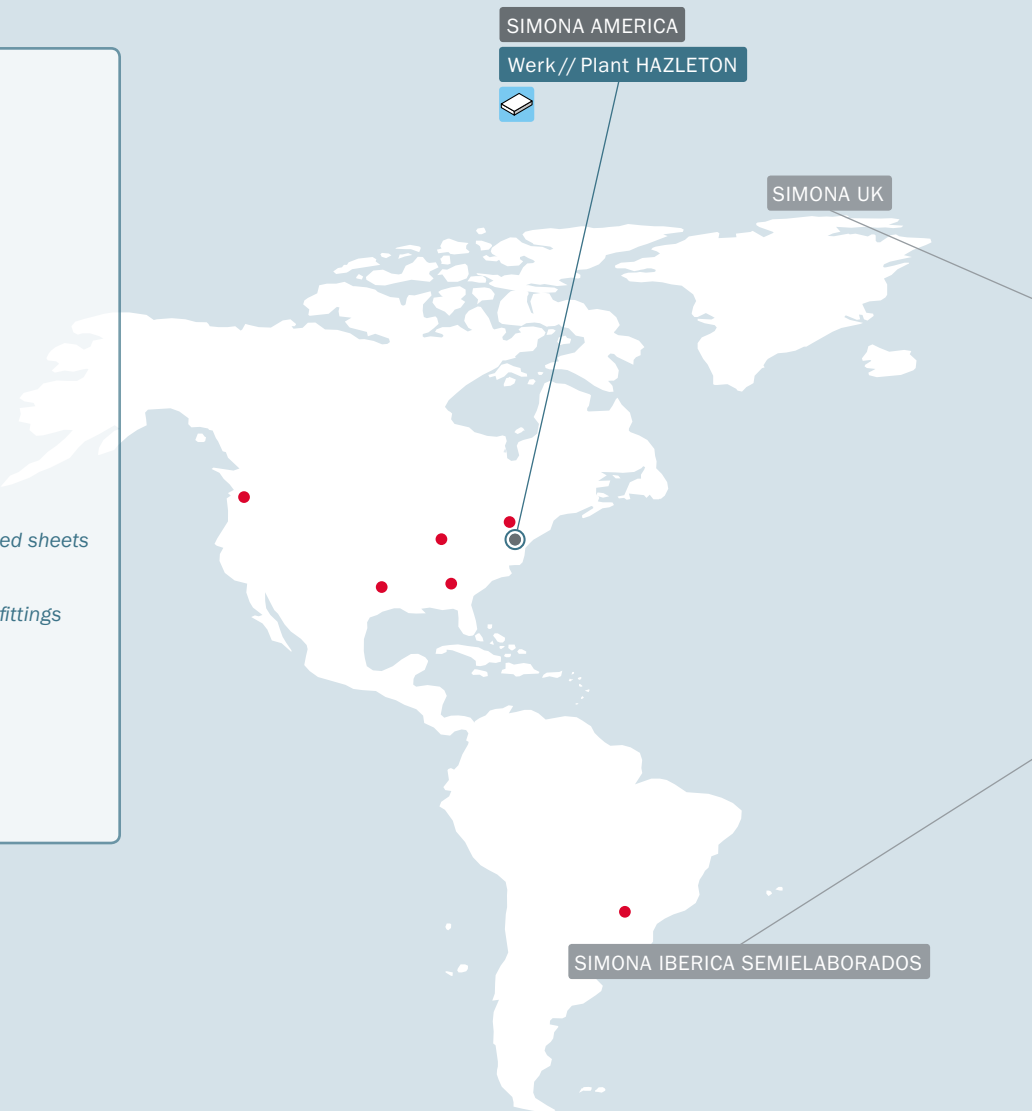 SIMONA AMERICA
Werk // Plant HAZLETON
SIMONA UK
ed sheets
fittings
SIMONA IBERICA SEMIELABORADOS